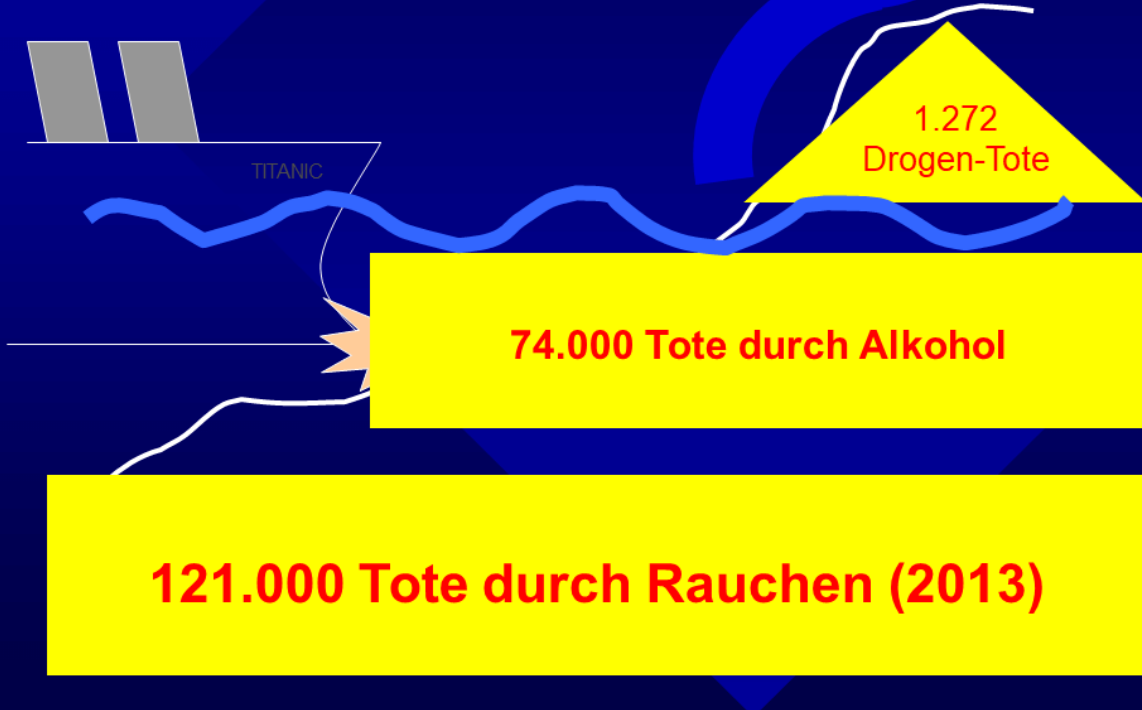 TITANIC
1.272
Drogen-Tote
74.000 Tote durch Alkohol
121.000 Tote durch Rauchen (2013)